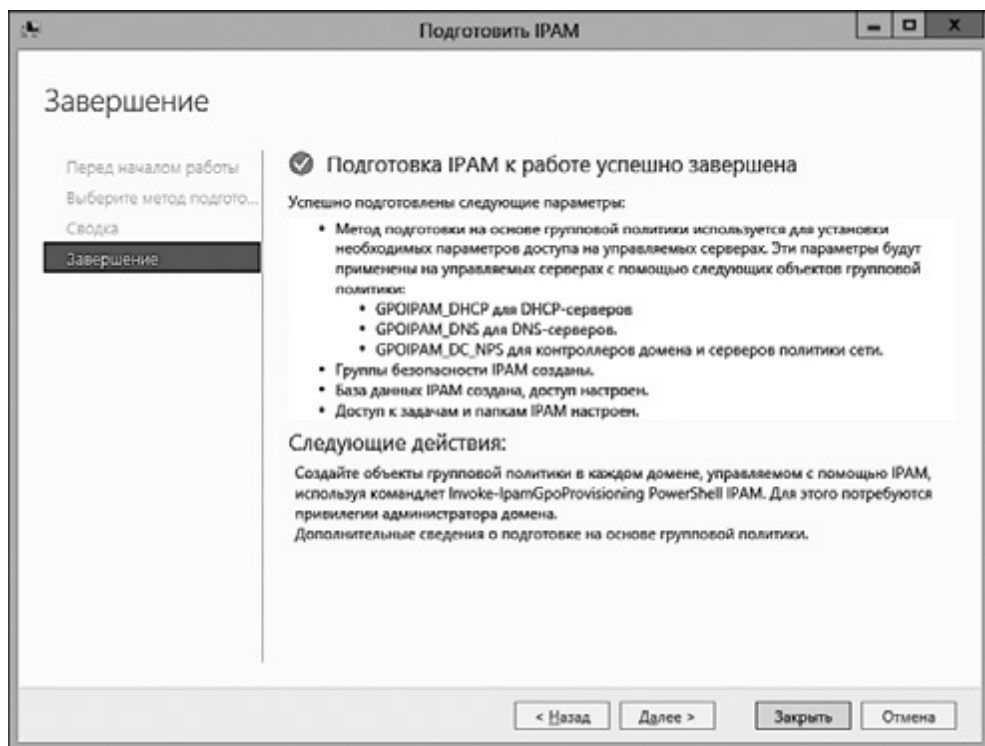 Подготовить IPAM
Завершение
Перед началом работы
Выберите метод подгото...
Сводка
Завершение
Подготовка IPAM к работе успешно завершена
Успешно подготовлены следующие параметры:
• Метод подготовки на основе групповой политики используется для установки
необходимых параметров доступа на управляемых серверах. Эти параметры будут
применены на управляемых серверах с помощью следующих объектов групповой
политики:
• GPOIPAM_DHCP для DHCP-серверов
• GPOIPAM_DNS для DNS-серверов.
• GPOIPAM_DC_NPS для контроллеров домена и серверов политики сети.
• Группы безопасности IPAM созданы.
• База данных IPAM создана, доступ настроен.
• Доступ к задачам и папкам IPAM настроен.
Следующие действия:
Создайте объекты групповой политики в каждом домене, управляемом с помощью IPAM,
используя командлет Invoke-IpamGpoProvisioning PowerShell IPAM. Для этого потребуются
привилегии администратора домена.
Дополнительные сведения о подготовке на основе групповой политики.
< Назад
Далее >
Закрыть
Отмена